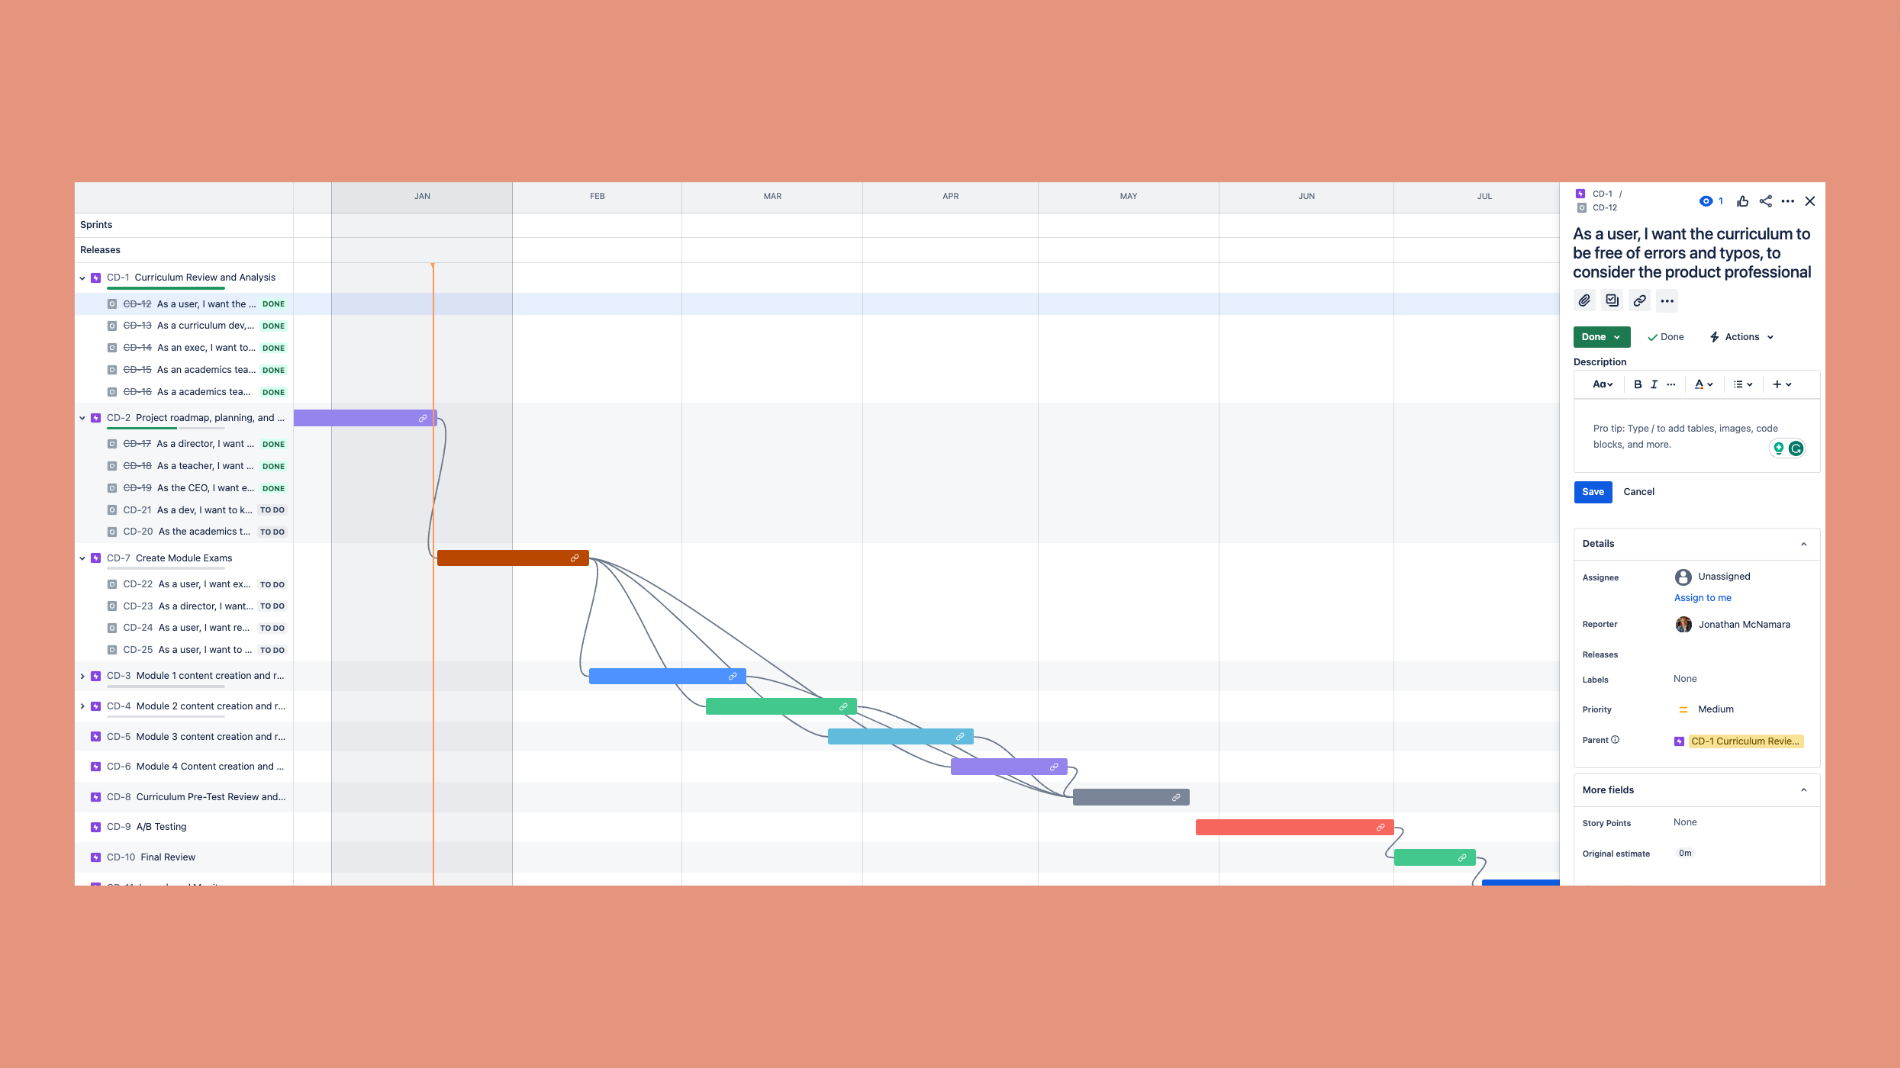 JAN FEB MAR APR MAY JUN JUL
Sprints
Releases
CD-1 Curriculum Review and Analysis
CD-12 As a user, I want the ... DONE
CD-13 As a curriculum dev,... DONE
CD-14 As an exec, I want to... DONE
CD-15 As an academics tea... DONE
CD-16 As a academics tea... DONE
CD-2 Project roadmap, planning, and ...
CD-17 As a director, I want ... DONE
CD-18 As a teacher, I want ... DONE
CD-19 As the CEO, I want e... DONE
CD-21 As a dev, I want to k... TO DO
CD-20 As the academics t... TO DO
CD-7 Create Module Exams
CD-22 As a user, I want ex... TO DO
CD-23 As a director, I want... TO DO
CD-24 As a user, I want re... TO DO
CD-25 As a user, I want to ... TO DO
CD-3 Module 1 content creation and r...
CD-4 Module 2 content creation and r...
CD-5 Module 3 content creation and r...
CD-6 Module 4 Content creation and ...
CD-8 Curriculum Pre-Test Review and...
CD-9 A/B Testing
CD-10 Final Review
CD-1 /
CD-12
1
As a user, I want the curriculum to
be free of errors and typos, to
consider the product professional
Done Done Actions
Description
Aa B I ... A
Pro tip: Type / to add tables, images, code
blocks, and more.
Save Cancel
Details
Assignee Unassigned
Assign to me
Reporter Jonathan McNamara
Releases
Labels None
Priority Medium
Parent CD-1 Curriculum Revie...
More fields
Story Points None
Original estimate 0m